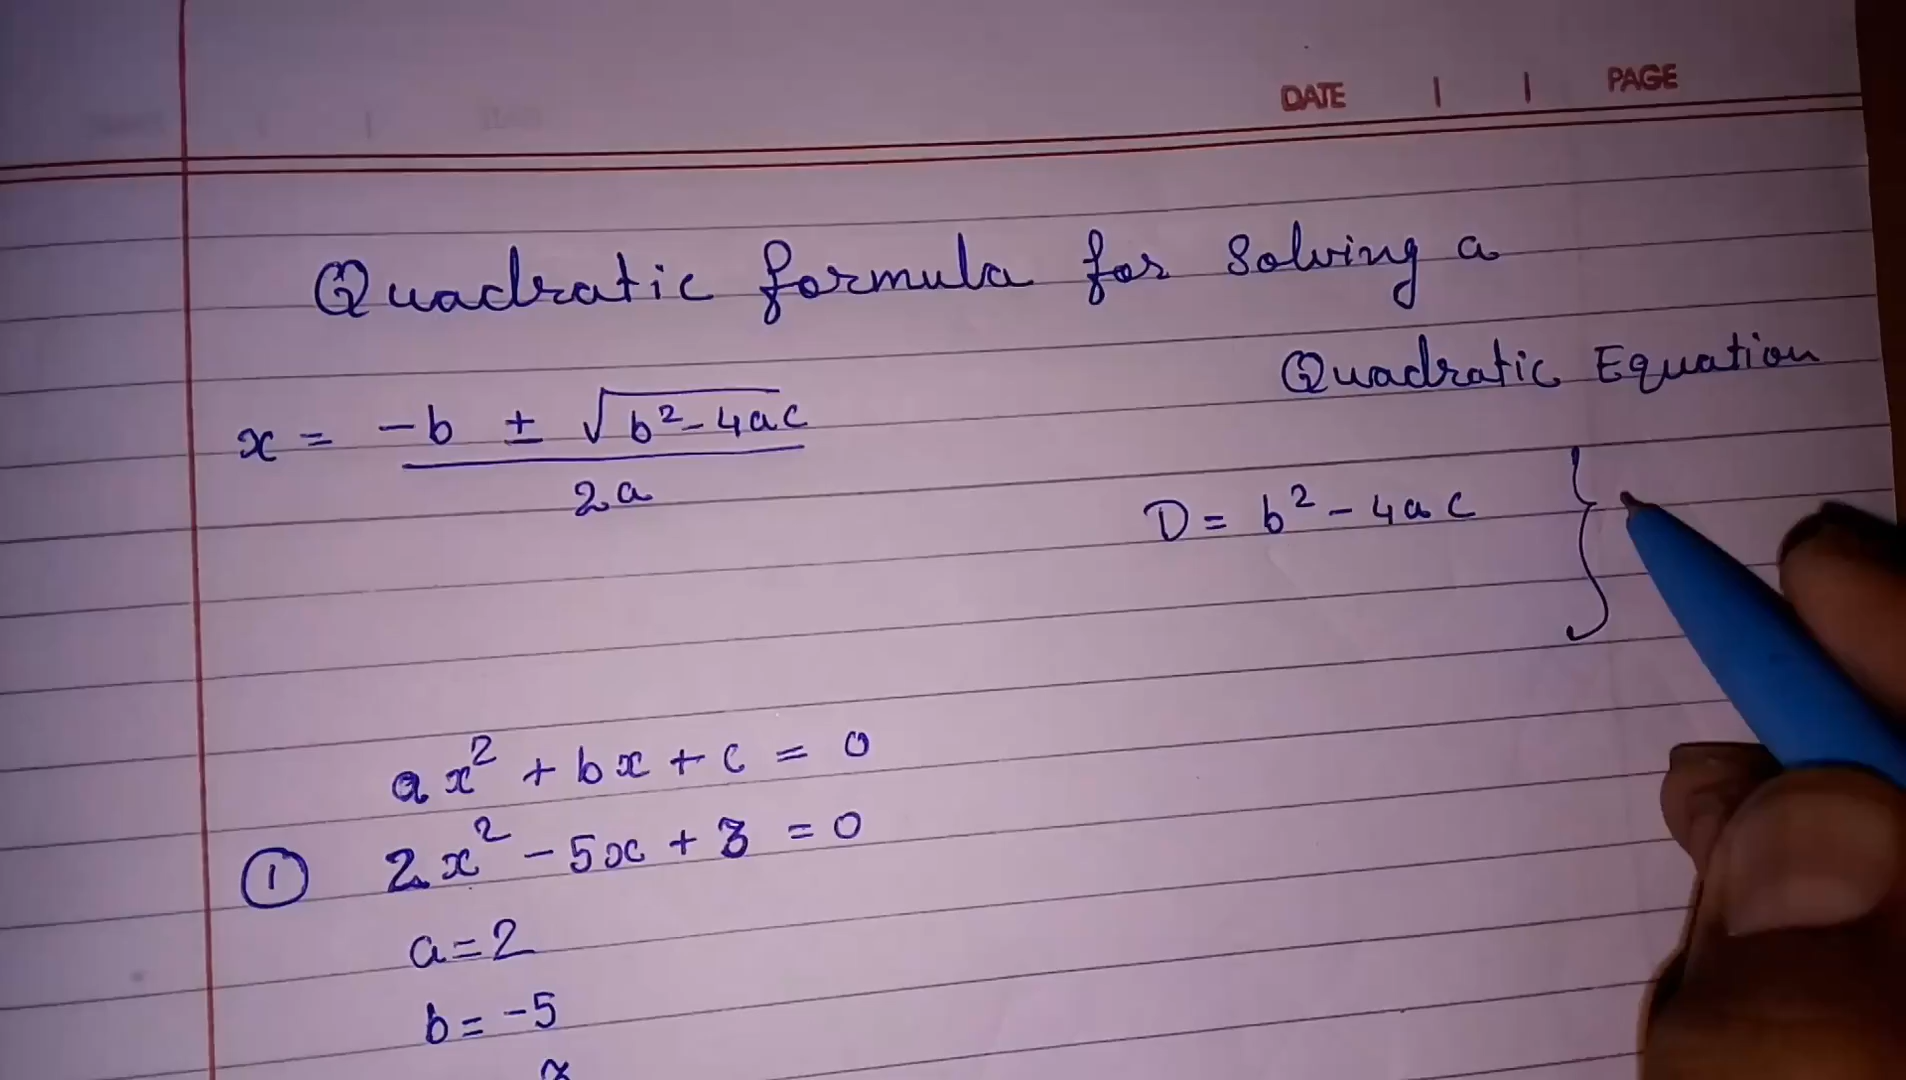 DATE | | PAGE
Quadratic formula for solving a
Quadratic Equation
x = -b ± √b²-4ac / 2a
D = b² - 4ac }
ax² + bx + c = 0
① 2x² - 5x + 3 = 0
a = 2
b = -5